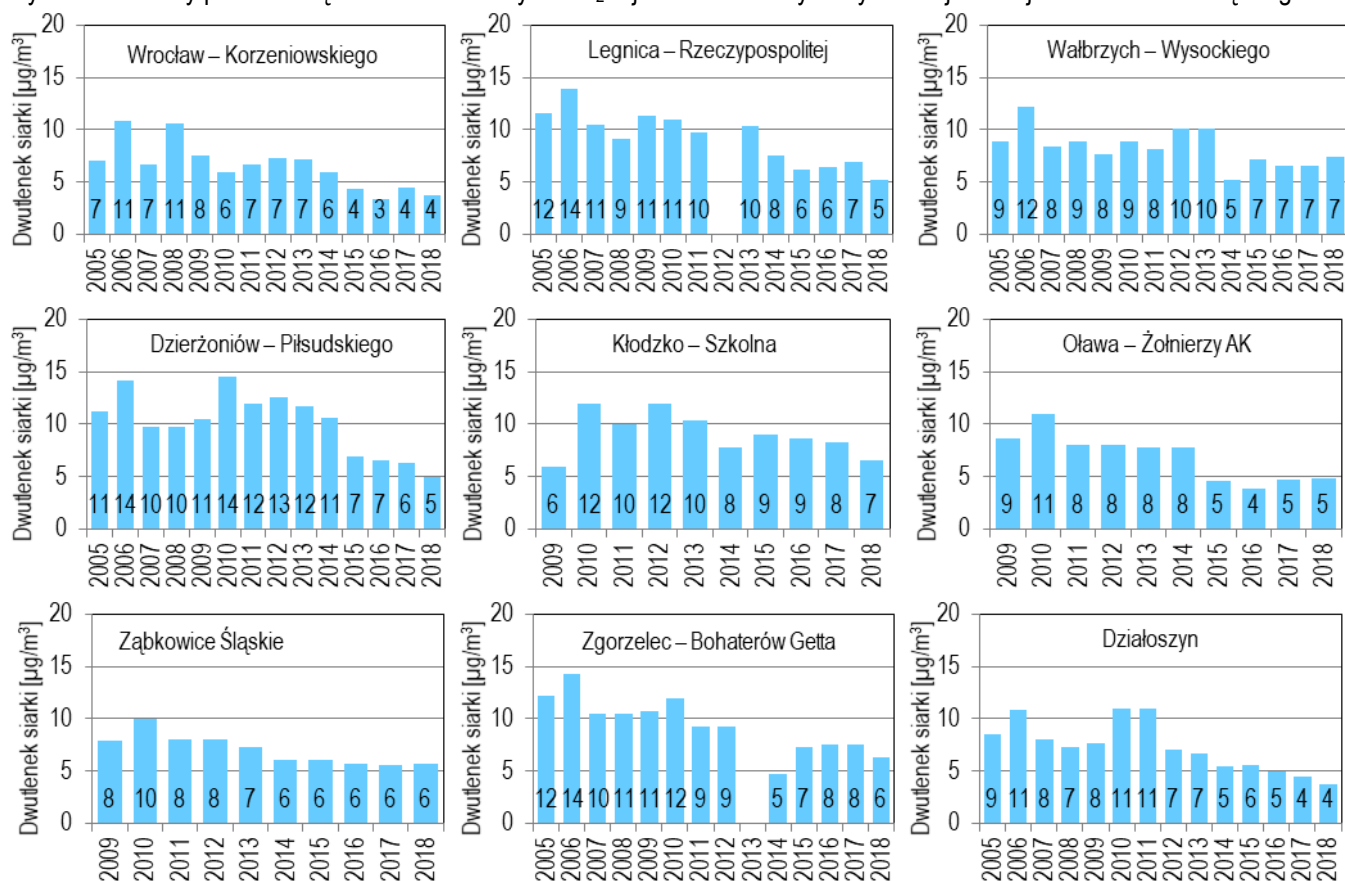 Wrocław – Korzeniowskiego
Dwutlenek siarki [µg/m³]
20
15
10
5
0
7 11 7 11 8 6 7 7 7 6 4 3 4 4
2005 2006 2007 2008 2009 2010 2011 2012 2013 2014 2015 2016 2017 2018
Legnica – Rzeczypospolitej
Dwutlenek siarki [µg/m³]
20
15
10
5
0
12 14 11 9 11 11 10 10 8 6 6 7 5
2005 2006 2007 2008 2009 2010 2011 2012 2013 2014 2015 2016 2017 2018
Wałbrzych – Wysockiego
Dwutlenek siarki [µg/m³]
20
15
10
5
0
9 12 8 9 8 9 8 10 10 5 7 7 7 7
2005 2006 2007 2008 2009 2010 2011 2012 2013 2014 2015 2016 2017 2018
Dzierżoniów – Piłsudskiego
Dwutlenek siarki [µg/m³]
20
15
10
5
0
11 14 10 10 11 14 12 13 12 11 7 7 6 5
2005 2006 2007 2008 2009 2010 2011 2012 2013 2014 2015 2016 2017 2018
Kłodzko – Szkolna
Dwutlenek siarki [µg/m³]
20
15
10
5
0
6 12 10 12 10 8 9 9 8 7
2009 2010 2011 2012 2013 2014 2015 2016 2017 2018
Oława – Żołnierzy AK
Dwutlenek siarki [µg/m³]
20
15
10
5
0
9 11 8 8 8 8 5 4 5 5
2009 2010 2011 2012 2013 2014 2015 2016 2017 2018
Ząbkowice Śląskie
Dwutlenek siarki [µg/m³]
20
15
10
5
0
8 10 8 8 7 6 6 6 6 6
2009 2010 2011 2012 2013 2014 2015 2016 2017 2018
Zgorzelec – Bohaterów Getta
Dwutlenek siarki [µg/m³]
20
15
10
5
0
12 14 10 11 11 12 9 9 5 7 8 8 6
2005 2006 2007 2008 2009 2010 2011 2012 2013 2014 2015 2016 2017 2018
Działoszyn
Dwutlenek siarki [µg/m³]
20
15
10
5
0
9 11 8 7 8 11 11 7 7 5 6 5 4 4
2005 2006 2007 2008 2009 2010 2011 2012 2013 2014 2015 2016 2017 2018